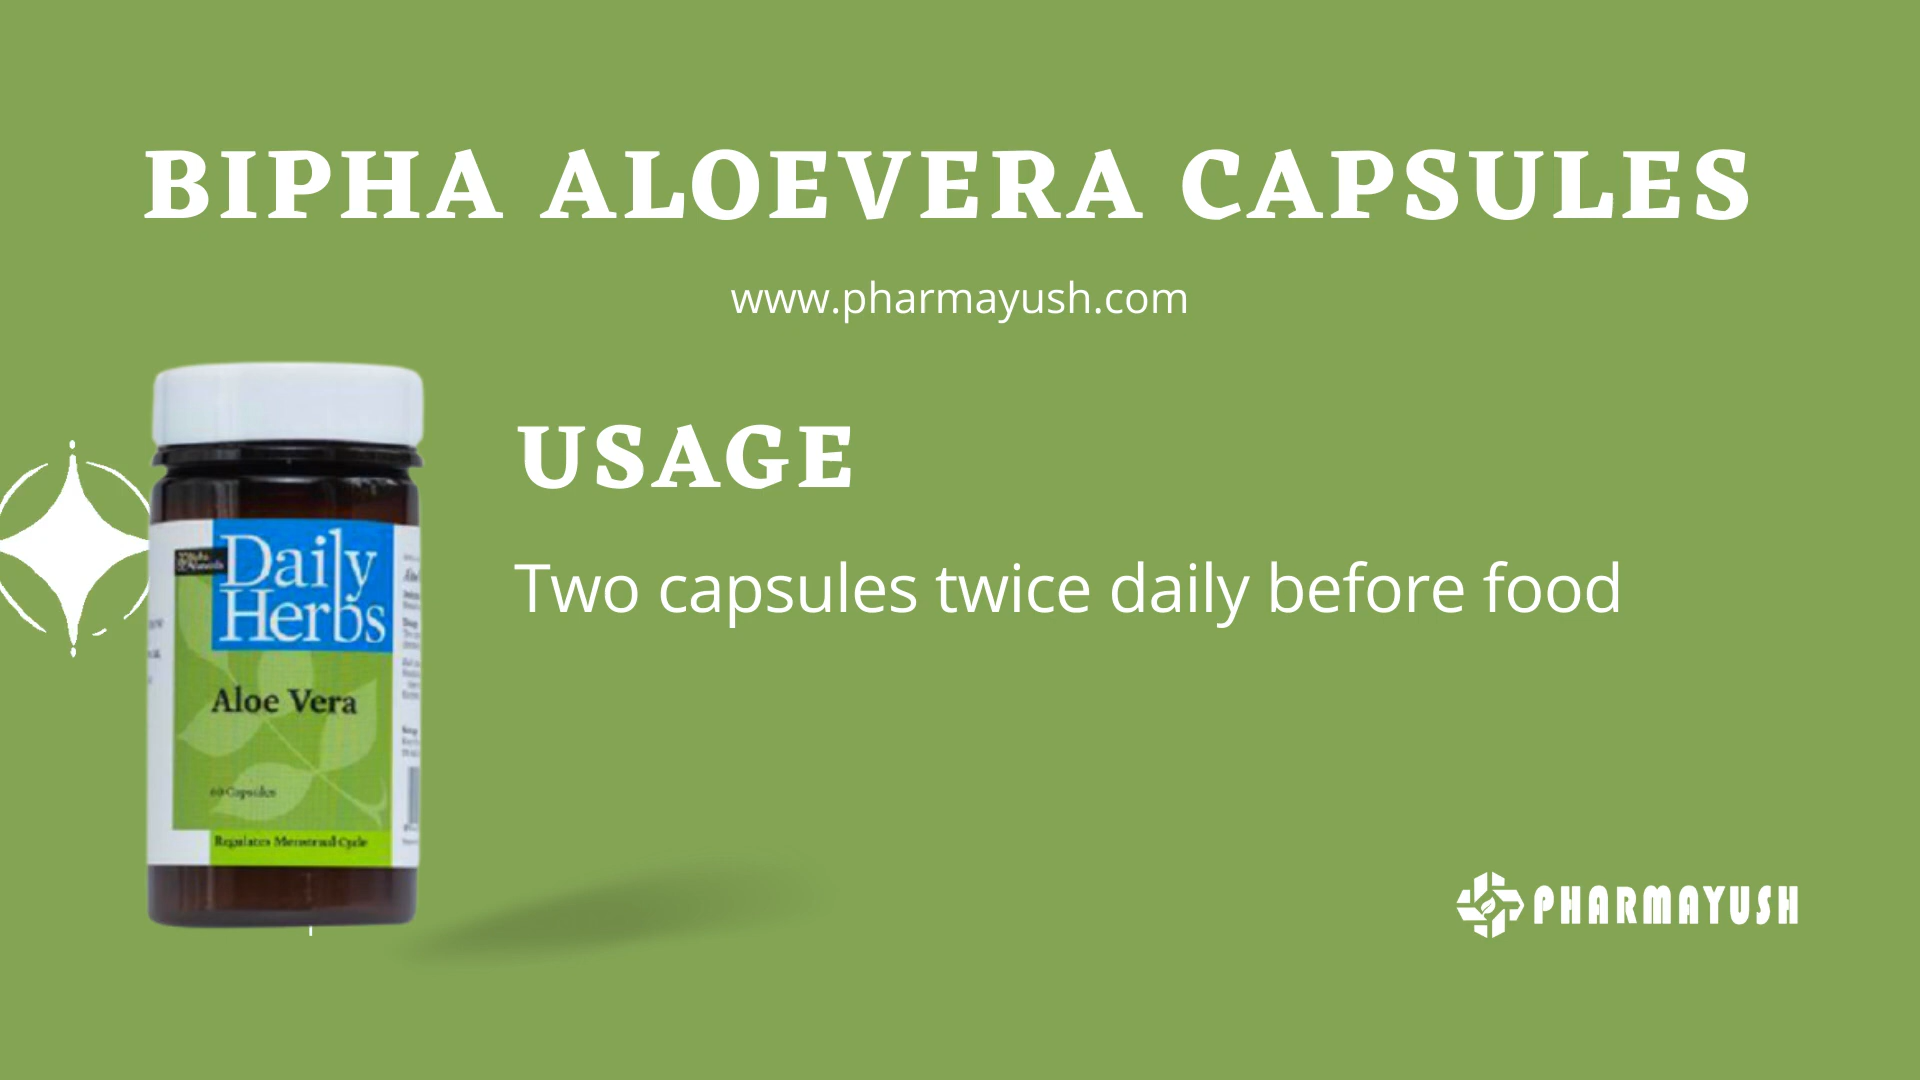 BIPHA ALOEVERA CAPSULES
www.pharmayush.com
USAGE
Two capsules twice daily before food
Daily
Herbs
Aloe Vera
60 Capsules
Regulates Menstrual Cycle
PHARMAYUSH